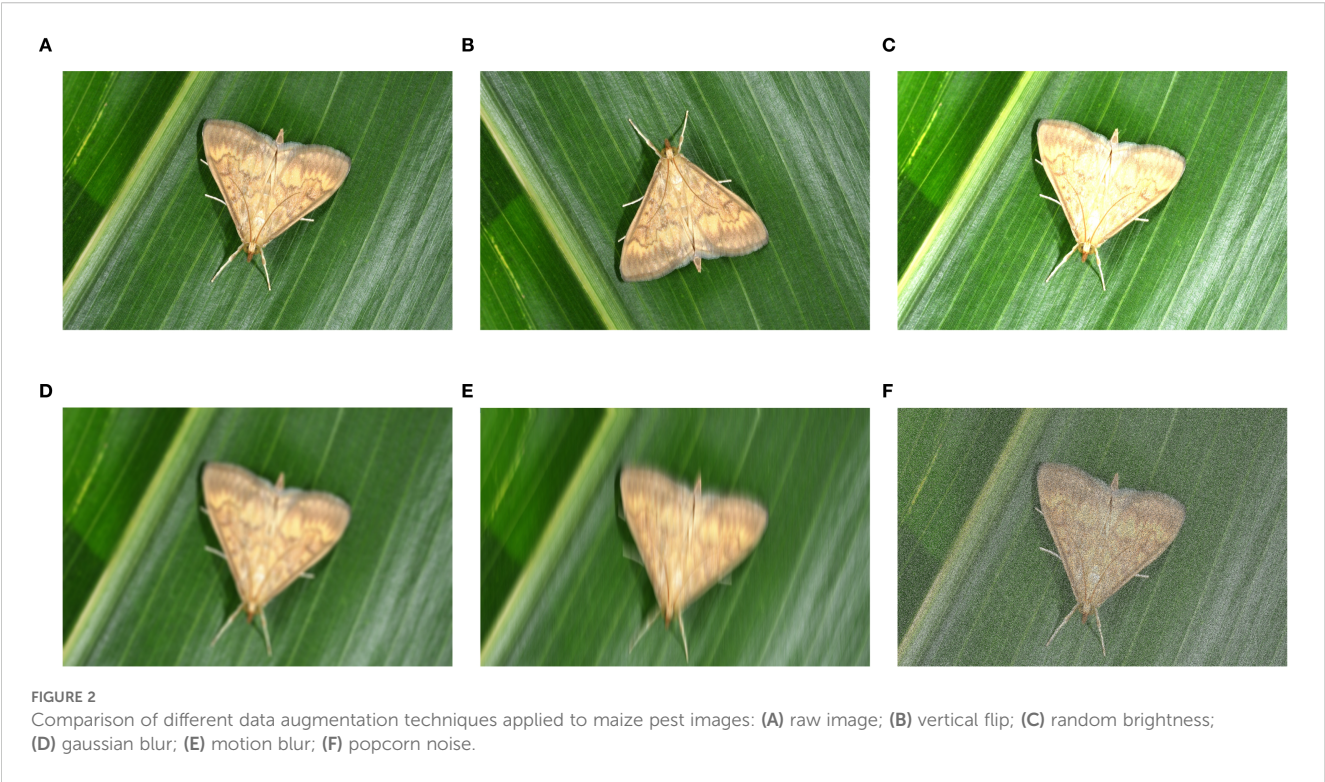 A
B
C
D
E
F
FIGURE 2
Comparison of different data augmentation techniques applied to maize pest images: (A) raw image; (B) vertical flip; (C) random brightness;
(D) gaussian blur; (E) motion blur; (F) popcorn noise.